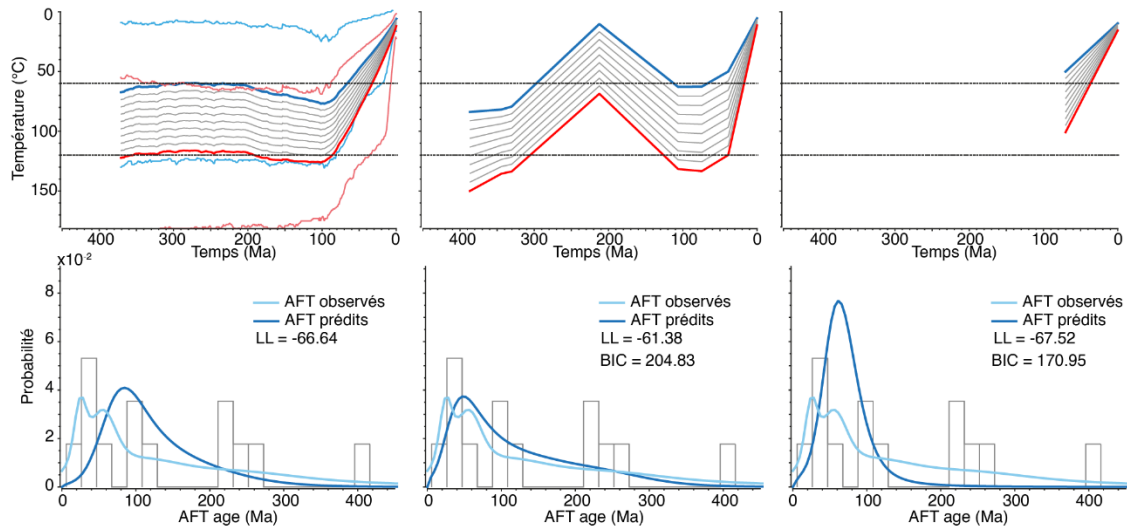 Température (°C)
0
50
100
150
400
300
200
100
0
Temps (Ma)
400
300
200
100
0
Temps (Ma)
400
300
200
100
0
Temps (Ma)
x10⁻²
Probabilité
8
6
4
2
0
AFT observés
AFT prédits
LL = -66.64
0
100
200
300
400
AFT age (Ma)
AFT observés
AFT prédits
LL = -61.38
BIC = 204.83
0
100
200
300
400
AFT age (Ma)
AFT observés
AFT prédits
LL = -67.52
BIC = 170.95
0
100
200
300
400
AFT age (Ma)